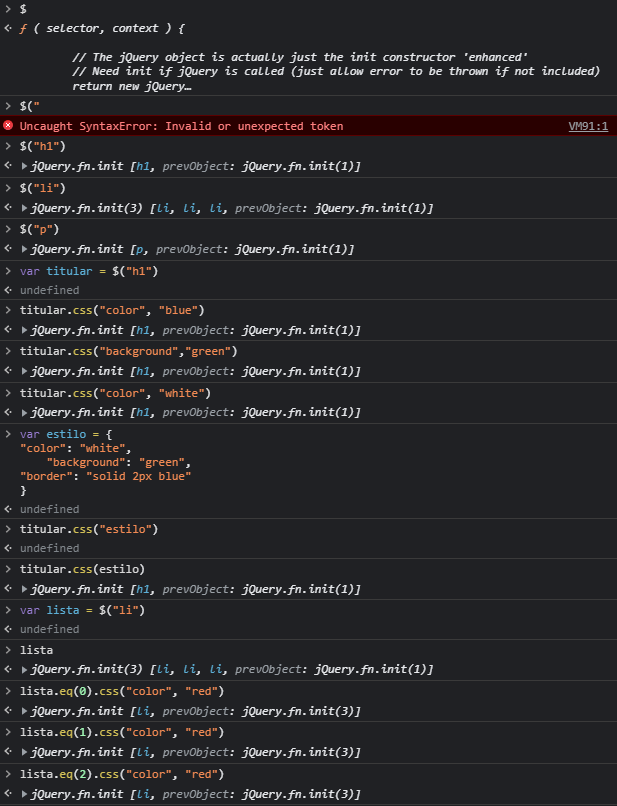 $
ƒ ( selector, context ) {
// The jQuery object is actually just the init constructor 'enhanced'
// Need init if jQuery is called (just allow error to be thrown if not included)
return new jQuery…
$("
Uncaught SyntaxError: Invalid or unexpected token VM91:1
$("h1")
jQuery.fn.init [h1, prevObject: jQuery.fn.init(1)]
$("li")
jQuery.fn.init(3) [li, li, li, prevObject: jQuery.fn.init(1)]
$("p")
jQuery.fn.init [p, prevObject: jQuery.fn.init(1)]
var titular = $("h1")
undefined
titular.css("color", "blue")
jQuery.fn.init [h1, prevObject: jQuery.fn.init(1)]
titular.css("background","green")
jQuery.fn.init [h1, prevObject: jQuery.fn.init(1)]
titular.css("color", "white")
jQuery.fn.init [h1, prevObject: jQuery.fn.init(1)]
var estilo = {
"color": "white",
"background": "green",
"border": "solid 2px blue"
}
undefined
titular.css("estilo")
undefined
titular.css(estilo)
jQuery.fn.init [h1, prevObject: jQuery.fn.init(1)]
var lista = $("li")
undefined
lista
jQuery.fn.init(3) [li, li, li, prevObject: jQuery.fn.init(1)]
lista.eq(0).css("color", "red")
jQuery.fn.init [li, prevObject: jQuery.fn.init(3)]
lista.eq(1).css("color", "red")
jQuery.fn.init [li, prevObject: jQuery.fn.init(3)]
lista.eq(2).css("color", "red")
jQuery.fn.init [li, prevObject: jQuery.fn.init(3)]